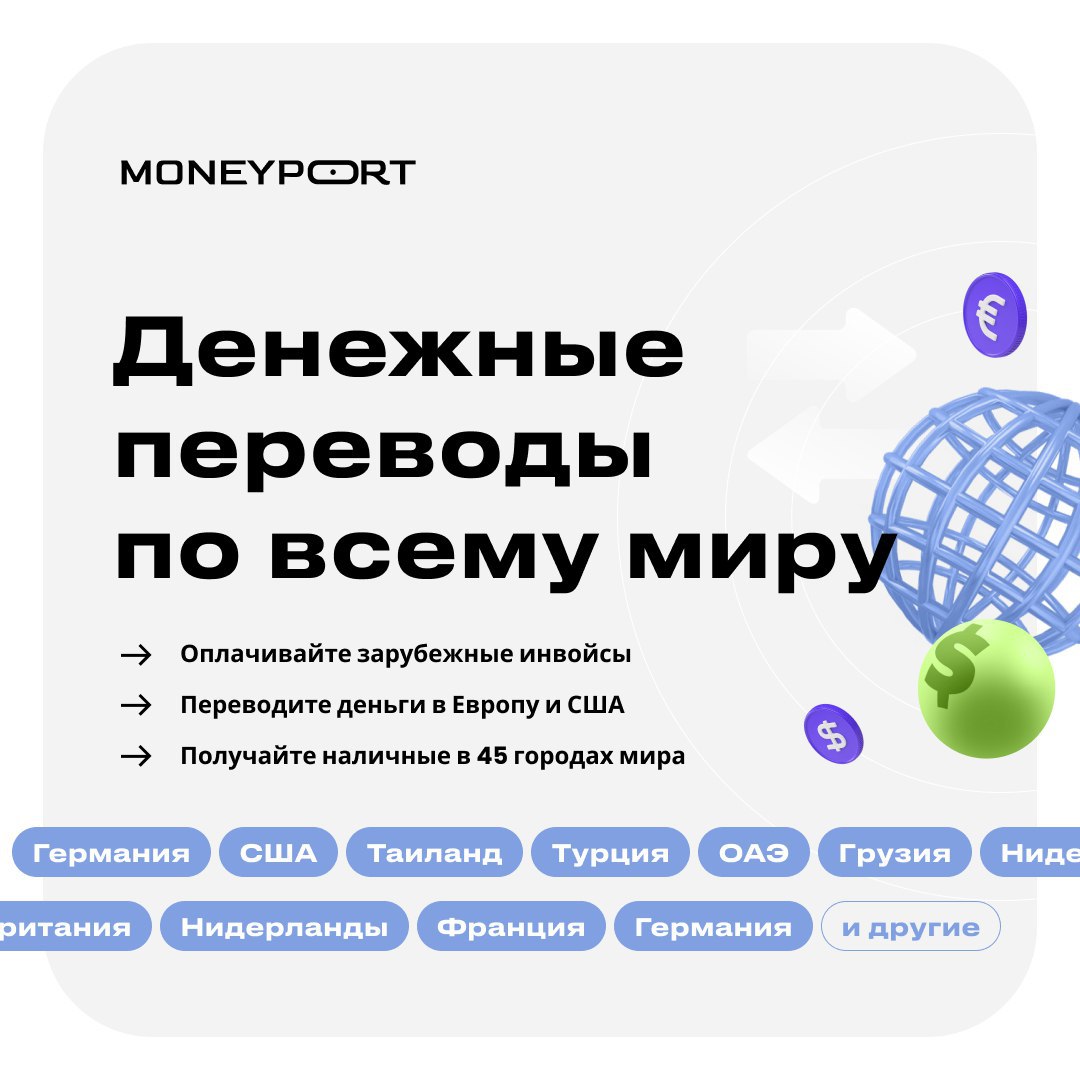 MONEYPORT
Денежные
переводы
по всему миру
Оплачивайте зарубежные инвойсы
Переводите деньги в Европу и США
Получайте наличные в 45 городах мира
Германия США Таиланд Турция ОАЭ Грузия
Нидерланды Франция Германия и другие
€
$
$